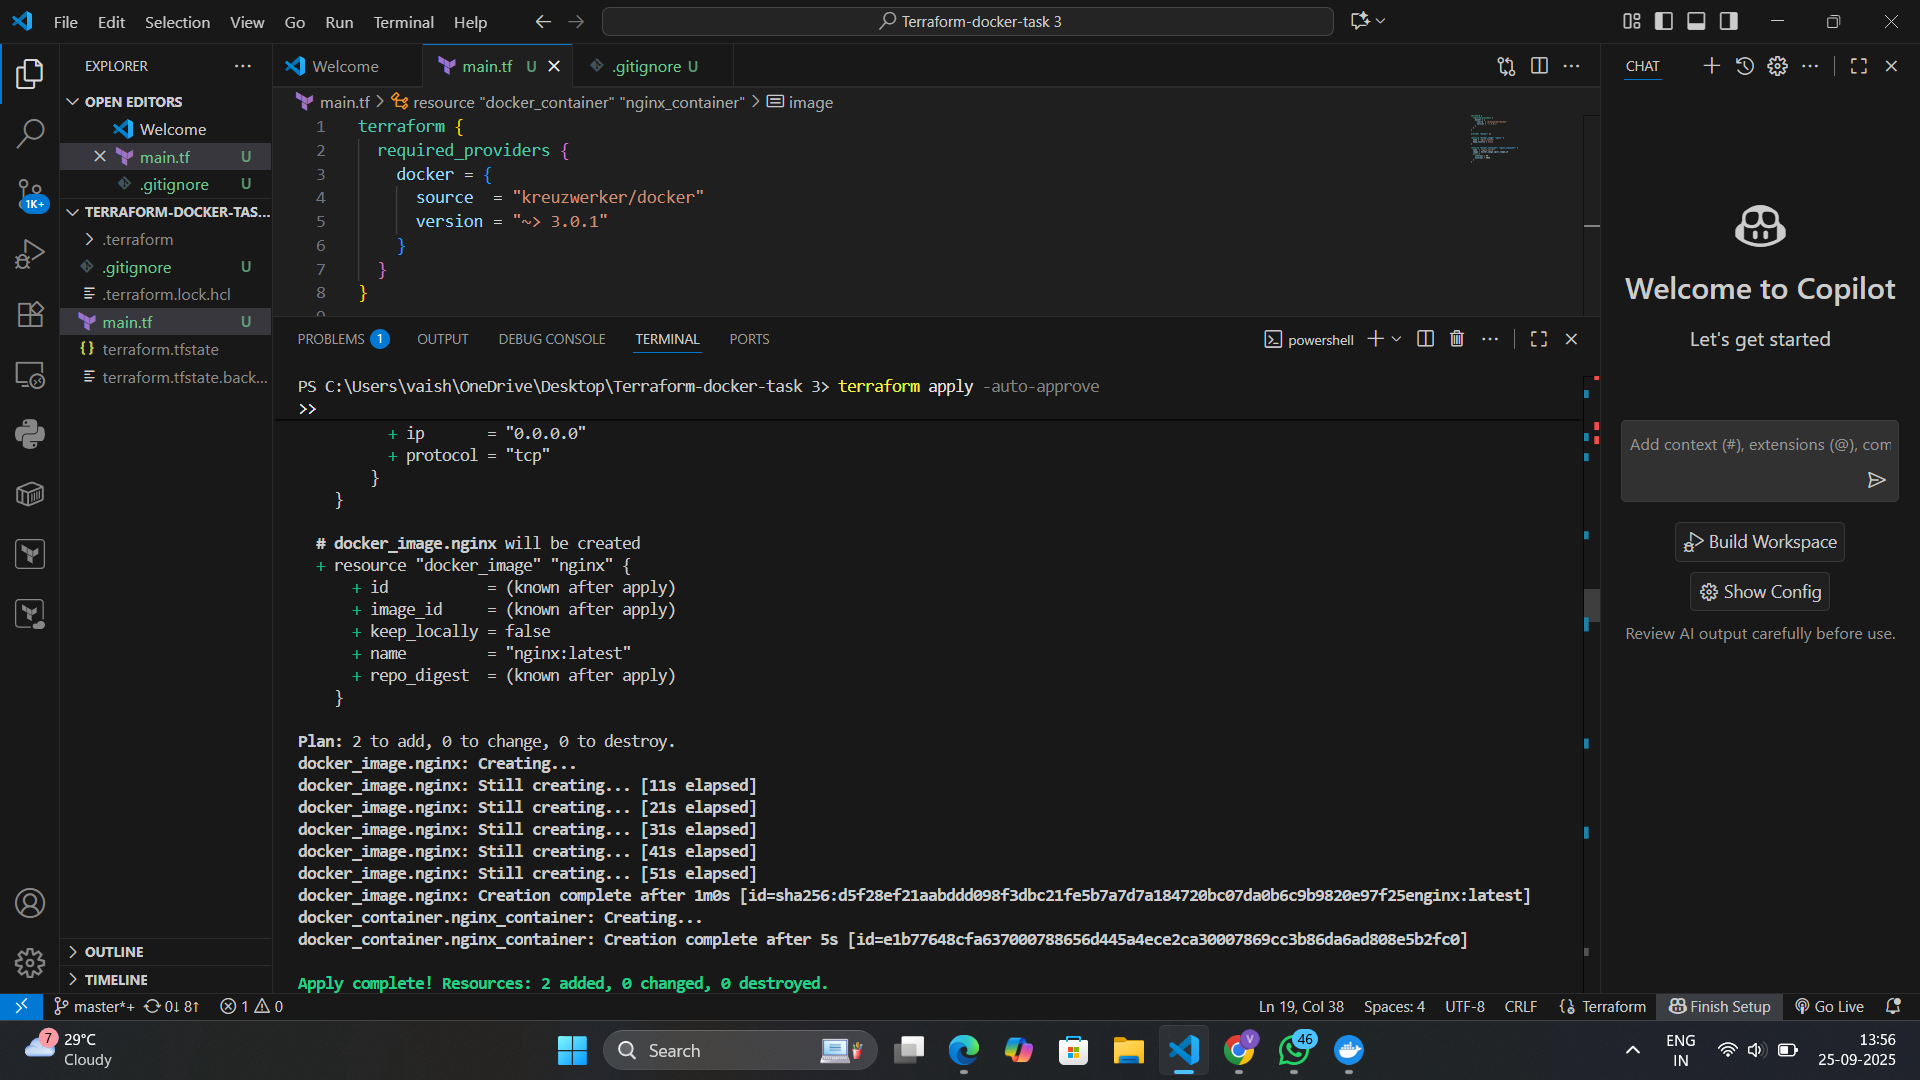 File Edit Selection View Go Run Terminal Help
Terraform-docker-task 3
EXPLORER
OPEN EDITORS
Welcome
main.tf U
.gitignore U
TERRAFORM-DOCKER-TAS...
.terraform
.gitignore U
.terraform.lock.hcl
main.tf U
terraform.tfstate
terraform.tfstate.back...
OUTLINE
TIMELINE
1K+
Welcome
main.tf U
.gitignore U
main.tf > resource "docker_container" "nginx_container" > image
1 terraform {
2 required_providers {
3 docker = {
4 source = "kreuzwerker/docker"
5 version = "~> 3.0.1"
6 }
7 }
8 }
PROBLEMS 1 OUTPUT DEBUG CONSOLE TERMINAL PORTS
powershell
PS C:\Users\vaish\OneDrive\Desktop\Terraform-docker-task 3> terraform apply -auto-approve
>>
+ ip = "0.0.0.0"
+ protocol = "tcp"
}
}
# docker_image.nginx will be created
+ resource "docker_image" "nginx" {
+ id = (known after apply)
+ image_id = (known after apply)
+ keep_locally = false
+ name = "nginx:latest"
+ repo_digest = (known after apply)
}
Plan: 2 to add, 0 to change, 0 to destroy.
docker_image.nginx: Creating...
docker_image.nginx: Still creating... [11s elapsed]
docker_image.nginx: Still creating... [21s elapsed]
docker_image.nginx: Still creating... [31s elapsed]
docker_image.nginx: Still creating... [41s elapsed]
docker_image.nginx: Still creating... [51s elapsed]
docker_image.nginx: Creation complete after 1m0s [id=sha256:d5f28ef21aabddd098f3dbc21fe5b7a7d7a184720bc07da0b6c9b9820e97f25enginx:latest]
docker_container.nginx_container: Creating...
docker_container.nginx_container: Creation complete after 5s [id=e1b77648cfa637000788656d445a4ece2ca30007869cc3b86da6ad808e5b2fc0]
Apply complete! Resources: 2 added, 0 changed, 0 destroyed.
CHAT
Welcome to Copilot
Let's get started
Add context (#), extensions (@), com
Build Workspace
Show Config
Review AI output carefully before use.
master*+ 0↓ 8↑ 1 0
Ln 19, Col 38 Spaces: 4 UTF-8 CRLF Terraform Finish Setup Go Live
7
29°C
Cloudy
Search
V
46
ENG
IN
13:56
25-09-2025